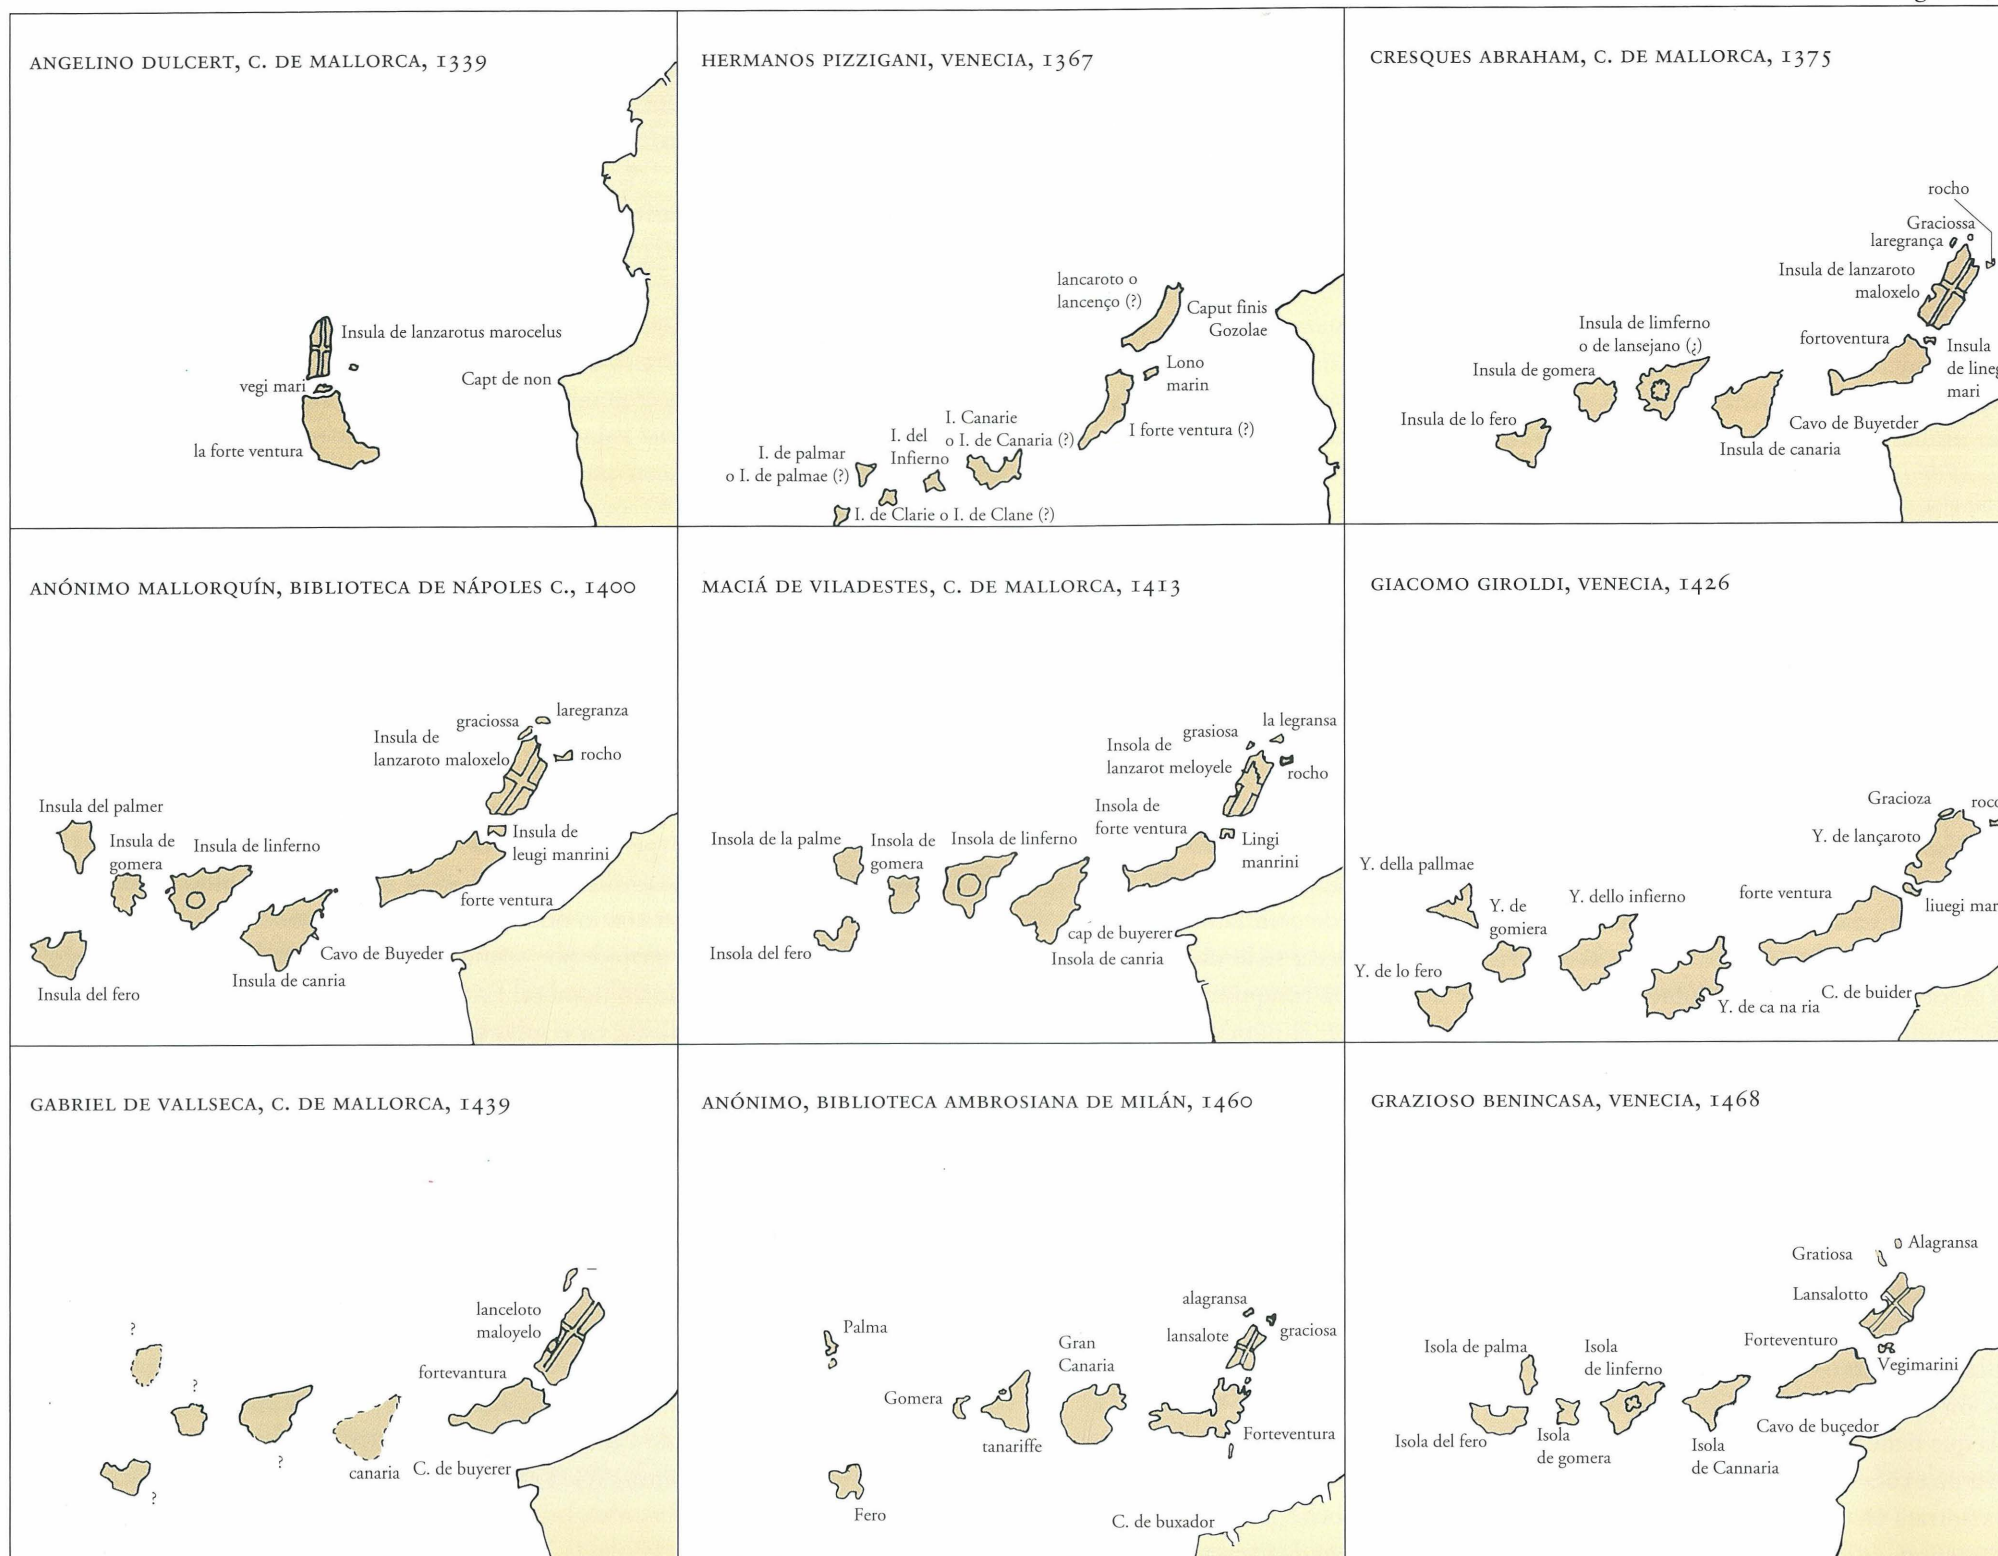 ANGELINO DULCERT, C. DE MALLORCA, 1339
Insula de lanzarotus marocelus
vegi mari
Capt de non
la forte ventura
HERMANOS PIZZIGANI, VENECIA, 1367
lancaroto o
lancenço (?)
Caput finis
Gozolae
Lono
marin
I. Canarie
o I. de Canaria (?)
I forte ventura (?)
I. del
Infierno
I. de palmar
o I. de palmae (?)
I. de Clarie o I. de Clane (?)
CRESQUES ABRAHAM, C. DE MALLORCA, 1375
rocho
Graciossa
laregrança
Insula de lanzaroto
maloxelo
Insula de limferno
o de lansejano (¿)
fortoventura
Insula
de lineg
mari
Insula de gomera
Insula de lo fero
Cavo de Buyetder
Insula de canaria
ANÓNIMO MALLORQUÍN, BIBLIOTECA DE NÁPOLES C., 1400
laregranza
graciossa
Insula de
lanzaroto maloxelo
rocho
Insula del palmer
Insula de
gomera
Insula de linferno
Insula de
leugi manrini
forte ventura
Cavo de Buyeder
Insula de canria
Insula del fero
MACIÁ DE VILADESTES, C. DE MALLORCA, 1413
la legransa
grasiosa
Insola de
lanzarot meloyele
rocho
Insola de
forte ventura
Insola de la palme
Insola de
gomera
Insola de linferno
Lingi
manrini
cap de buyerer
Insola del fero
Insola de canria
GIACOMO GIROLDI, VENECIA, 1426
Gracioza
roco
Y. de lançaroto
Y. della pallmae
Y. de
gomiera
Y. dello infierno
forte ventura
liuegi mar
Y. de lo fero
C. de buider
Y. de ca na ria
GABRIEL DE VALLSECA, C. DE MALLORCA, 1439
lanceloto
maloyelo
?
?
fortevantura
?
canaria
C. de buyerer
?
ANÓNIMO, BIBLIOTECA AMBROSIANA DE MILÁN, 1460
alagransa
graciosa
lansalote
Palma
Gran
Canaria
Gomera
tanariffe
Forteventura
Fero
C. de buxador
GRAZIOSO BENINCASA, VENECIA, 1468
Alagransa
Gratiosa
Lansalotto
Forteventuro
Isola de palma
Isola
de linferno
Vegimarini
Isola del fero
Isola
de gomera
Cavo de buçedor
Isola
de Cannaria